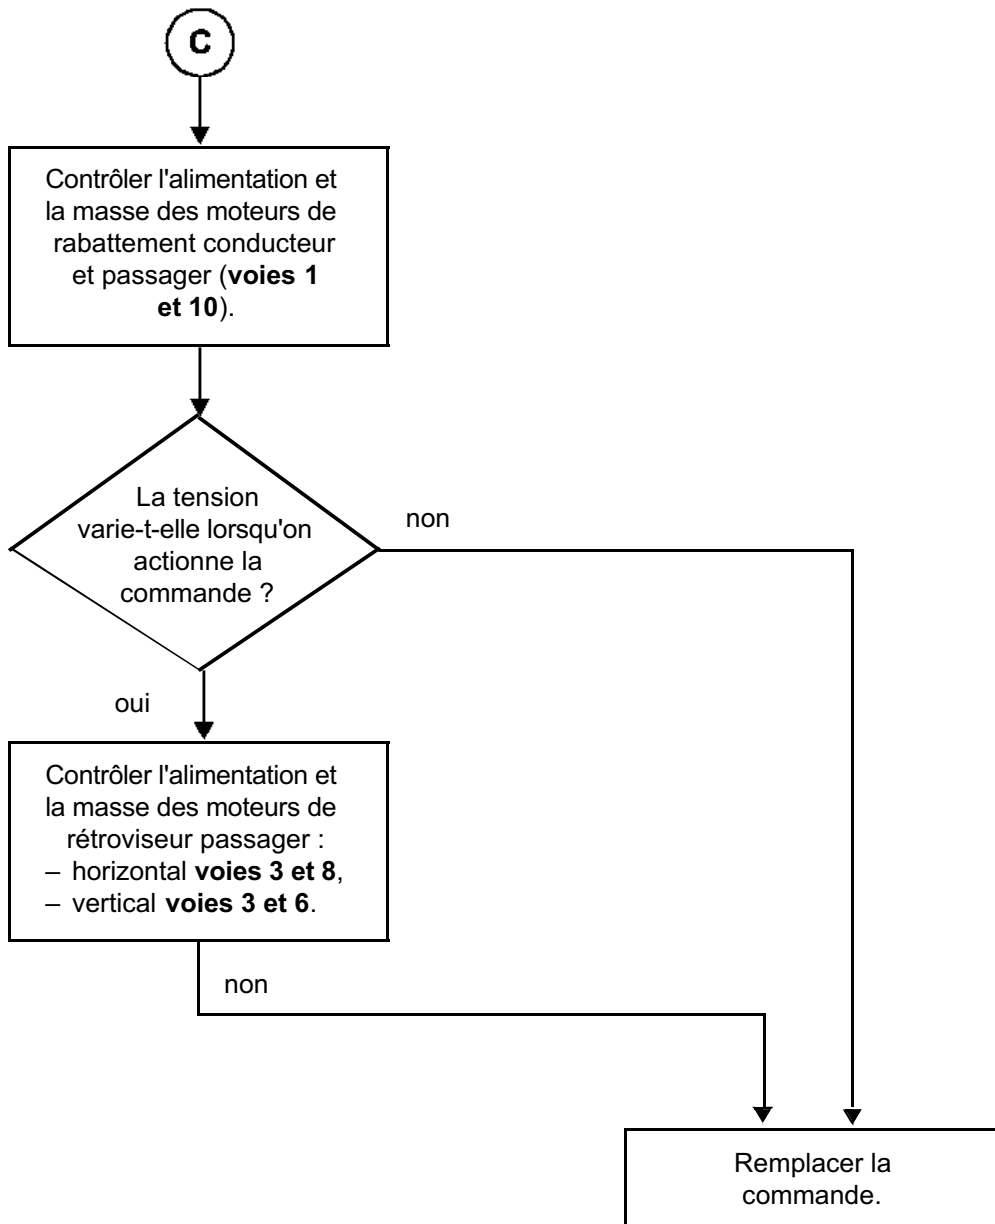 C
Contrôler l'alimentation et
la masse des moteurs de
rabattement conducteur
et passager (voies 1
et 10).
La tension
varie-t-elle lorsqu'on
actionne la
commande ?
non
oui
Contrôler l'alimentation et
la masse des moteurs de
rétroviseur passager :
– horizontal voies 3 et 8,
– vertical voies 3 et 6.
non
Remplacer la
commande.